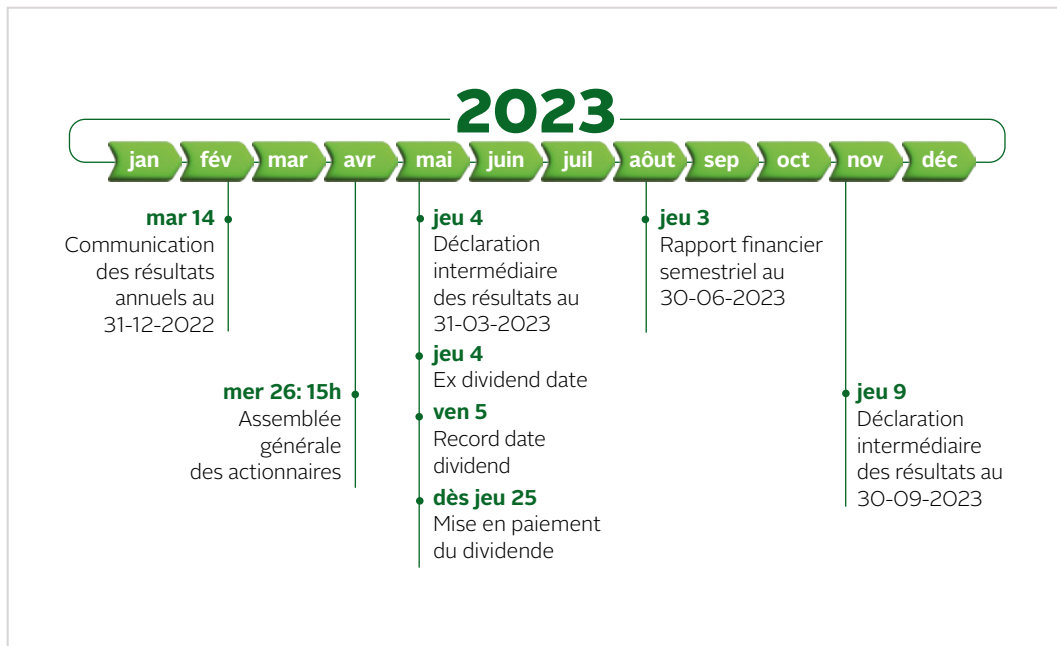 2023
jan fév mar avr mai juin juil aôut sep oct nov déc
mar 14
Communication
des résultats
annuels au
31-12-2022
mer 26: 15h
Assemblée
générale
des actionnaires
jeu 4
Déclaration
intermédiaire
des résultats au
31-03-2023
jeu 4
Ex dividend date
ven 5
Record date
dividend
dès jeu 25
Mise en paiement
du dividende
jeu 3
Rapport financier
semestriel au
30-06-2023
jeu 9
Déclaration
intermédiaire
des résultats au
30-09-2023